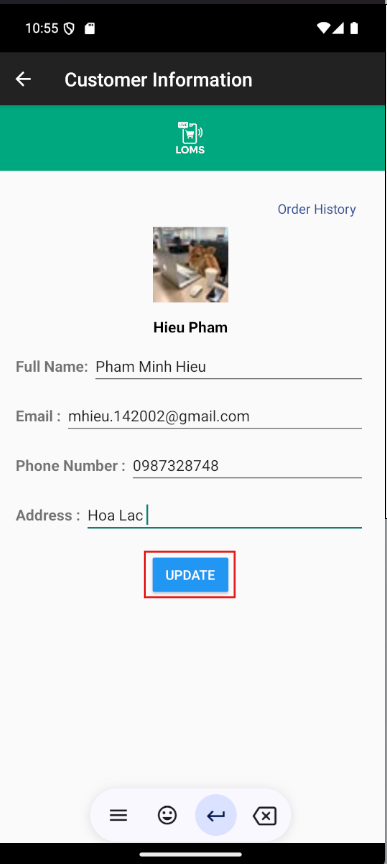 10:55
Customer Information
LOMS
Order History
Hieu Pham
Full Name: Pham Minh Hieu
Email : mhieu.142002@gmail.com
Phone Number : 0987328748
Address : Hoa Lac
UPDATE